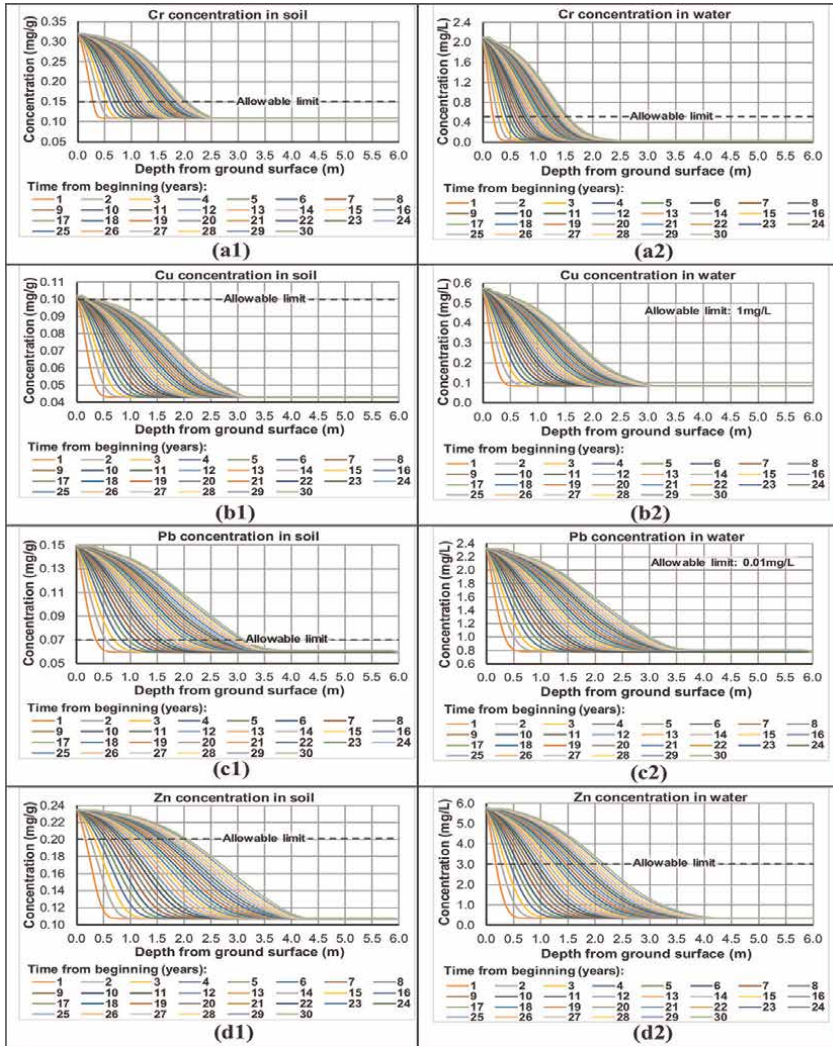 Cr concentration in soil
Concentration (mg/g)
0.35
0.30
0.25
0.20
0.15
0.10
0.05
Allowable limit
0.0 0.5 1.0 1.5 2.0 2.5 3.0 3.5 4.0 4.5 5.0 5.5 6.0
Depth from ground surface (m)
Time from beginning (years):
1 2 3 4 5 6 7 8
9 10 11 12 13 14 15 16
17 18 19 20 21 22 23 24
25 26 27 28 29 30
(a1)
Cr concentration in water
Concentration (mg/L)
2.4
2.0
1.6
1.2
0.8
0.4
0.0
Allowable limit
0.0 0.5 1.0 1.5 2.0 2.5 3.0 3.5 4.0 4.5 5.0 5.5 6.0
Depth from ground surface (m)
Time from beginning (years):
1 2 3 4 5 6 7 8
9 10 11 12 13 14 15 16
17 18 19 20 21 22 23 24
25 26 27 28 29 30
(a2)
Cu concentration in soil
Concentration (mg/g)
0.11
0.10
0.09
0.08
0.07
0.06
0.05
0.04
Allowable limit
0.0 0.5 1.0 1.5 2.0 2.5 3.0 3.5 4.0 4.5 5.0 5.5 6.0
Depth from ground surface (m)
Time from beginning (years):
1 2 3 4 5 6 7 8
9 10 11 12 13 14 15 16
17 18 19 20 21 22 23 24
25 26 27 28 29 30
(b1)
Cu concentration in water
Concentration (mg/L)
0.6
0.5
0.4
0.3
0.2
0.1
0.0
Allowable limit: 1mg/L
0.0 0.5 1.0 1.5 2.0 2.5 3.0 3.5 4.0 4.5 5.0 5.5 6.0
Depth from ground surface (m)
Time from beginning (years):
1 2 3 4 5 6 7 8
9 10 11 12 13 14 15 16
17 18 19 20 21 22 23 24
25 26 27 28 29 30
(b2)
Pb concentration in soil
Concentration (mg/g)
0.15
0.13
0.11
0.09
0.07
0.05
Allowable limit
0.0 0.5 1.0 1.5 2.0 2.5 3.0 3.5 4.0 4.5 5.0 5.5 6.0
Depth from ground surface (m)
Time from beginning (years):
1 2 3 4 5 6 7 8
9 10 11 12 13 14 15 16
17 18 19 20 21 22 23 24
25 26 27 28 29 30
(c1)
Pb concentration in water
Concentration (mg/L)
2.4
2.2
2.0
1.8
1.6
1.4
1.2
1.0
0.8
0.6
Allowable limit: 0.01mg/L
0.0 0.5 1.0 1.5 2.0 2.5 3.0 3.5 4.0 4.5 5.0 5.5 6.0
Depth from ground surface (m)
Time from beginning (years):
1 2 3 4 5 6 7 8
9 10 11 12 13 14 15 16
17 18 19 20 21 22 23 24
25 26 27 28 29 30
(c2)
Zn concentration in soil
Concentration (mg/g)
0.24
0.22
0.20
0.18
0.16
0.14
0.12
0.10
Allowable limit
0.0 0.5 1.0 1.5 2.0 2.5 3.0 3.5 4.0 4.5 5.0 5.5 6.0
Depth from ground surface (m)
Time from beginning (years):
1 2 3 4 5 6 7 8
9 10 11 12 13 14 15 16
17 18 19 20 21 22 23 24
25 26 27 28 29 30
(d1)
Zn concentration in water
Concentration (mg/L)
6.0
5.0
4.0
3.0
2.0
1.0
0.0
Allowable limit
0.0 0.5 1.0 1.5 2.0 2.5 3.0 3.5 4.0 4.5 5.0 5.5 6.0
Depth from ground surface (m)
Time from beginning (years):
1 2 3 4 5 6 7 8
9 10 11 12 13 14 15 16
17 18 19 20 21 22 23 24
25 26 27 28 29 30
(d2)